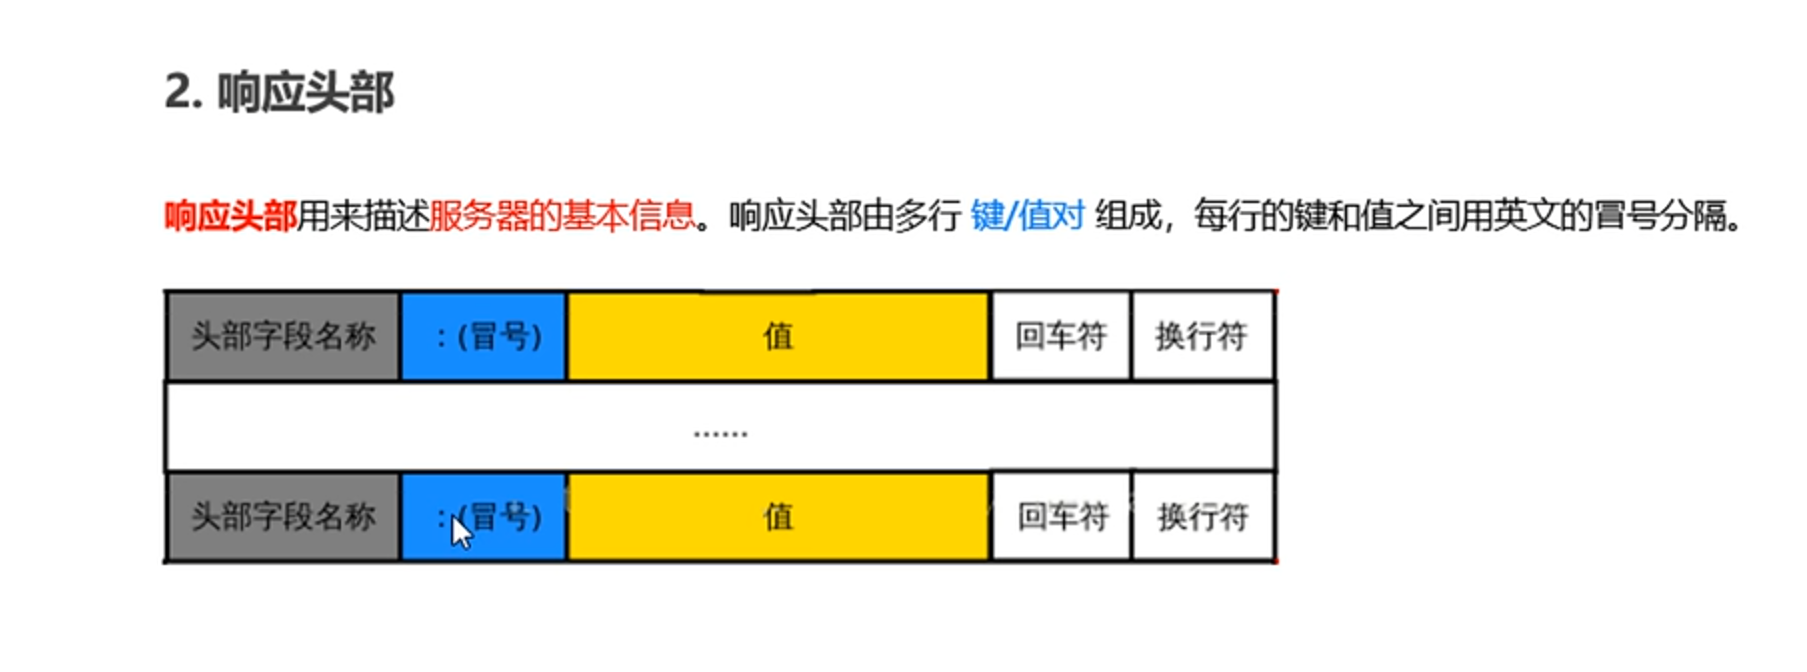 2. 响应头部
响应头部用来描述服务器的基本信息。响应头部由多行 键/值对 组成，每行的键和值之间用英文的冒号分隔。
头部字段名称 : (冒号) 值 回车符 换行符
......
头部字段名称 : (冒号) 值 回车符 换行符